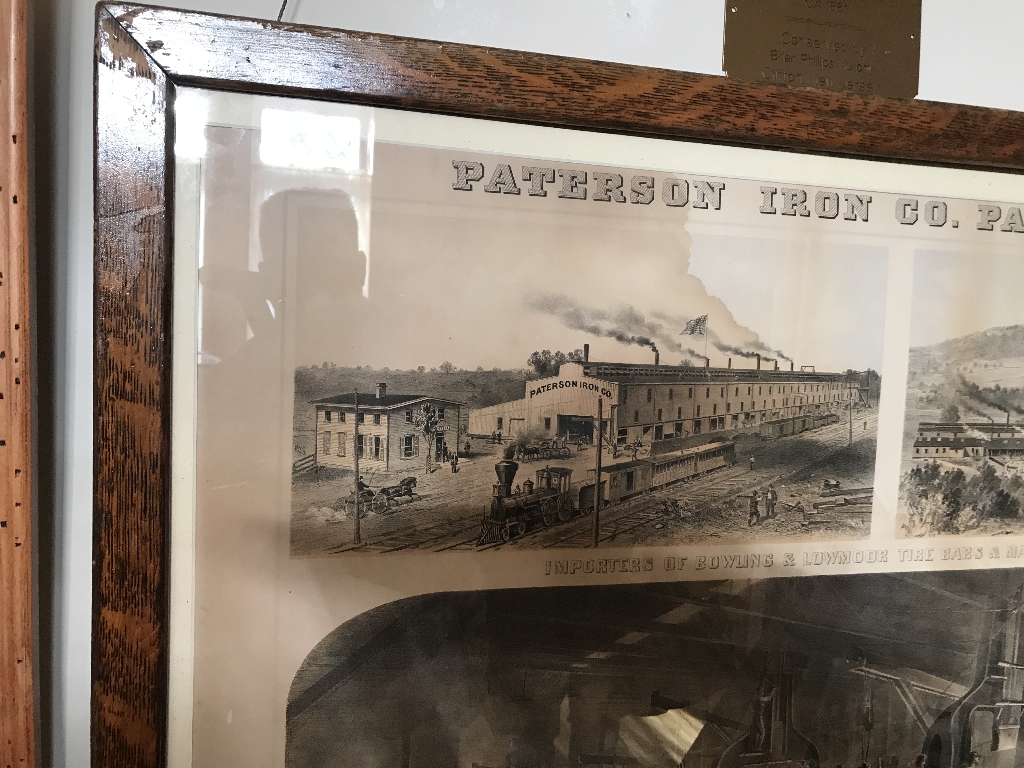 PATERSON IRON CO. PA
PATERSON IRON CO.
IMPORTERS OF BOWLING & LOWMOOR TIRE BARS & MA